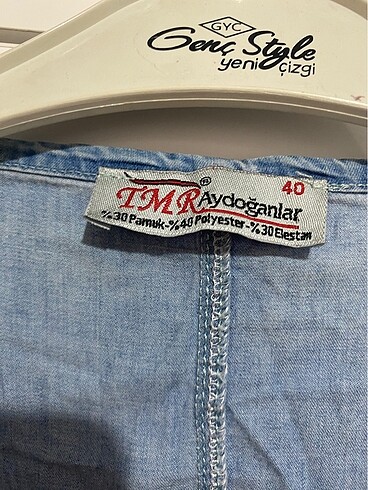 GYC
Genç Style
yeni çizgi
40
TMR® Aydoğanlar
%30 Pamuk-%40 Polyester-%30 Elestan